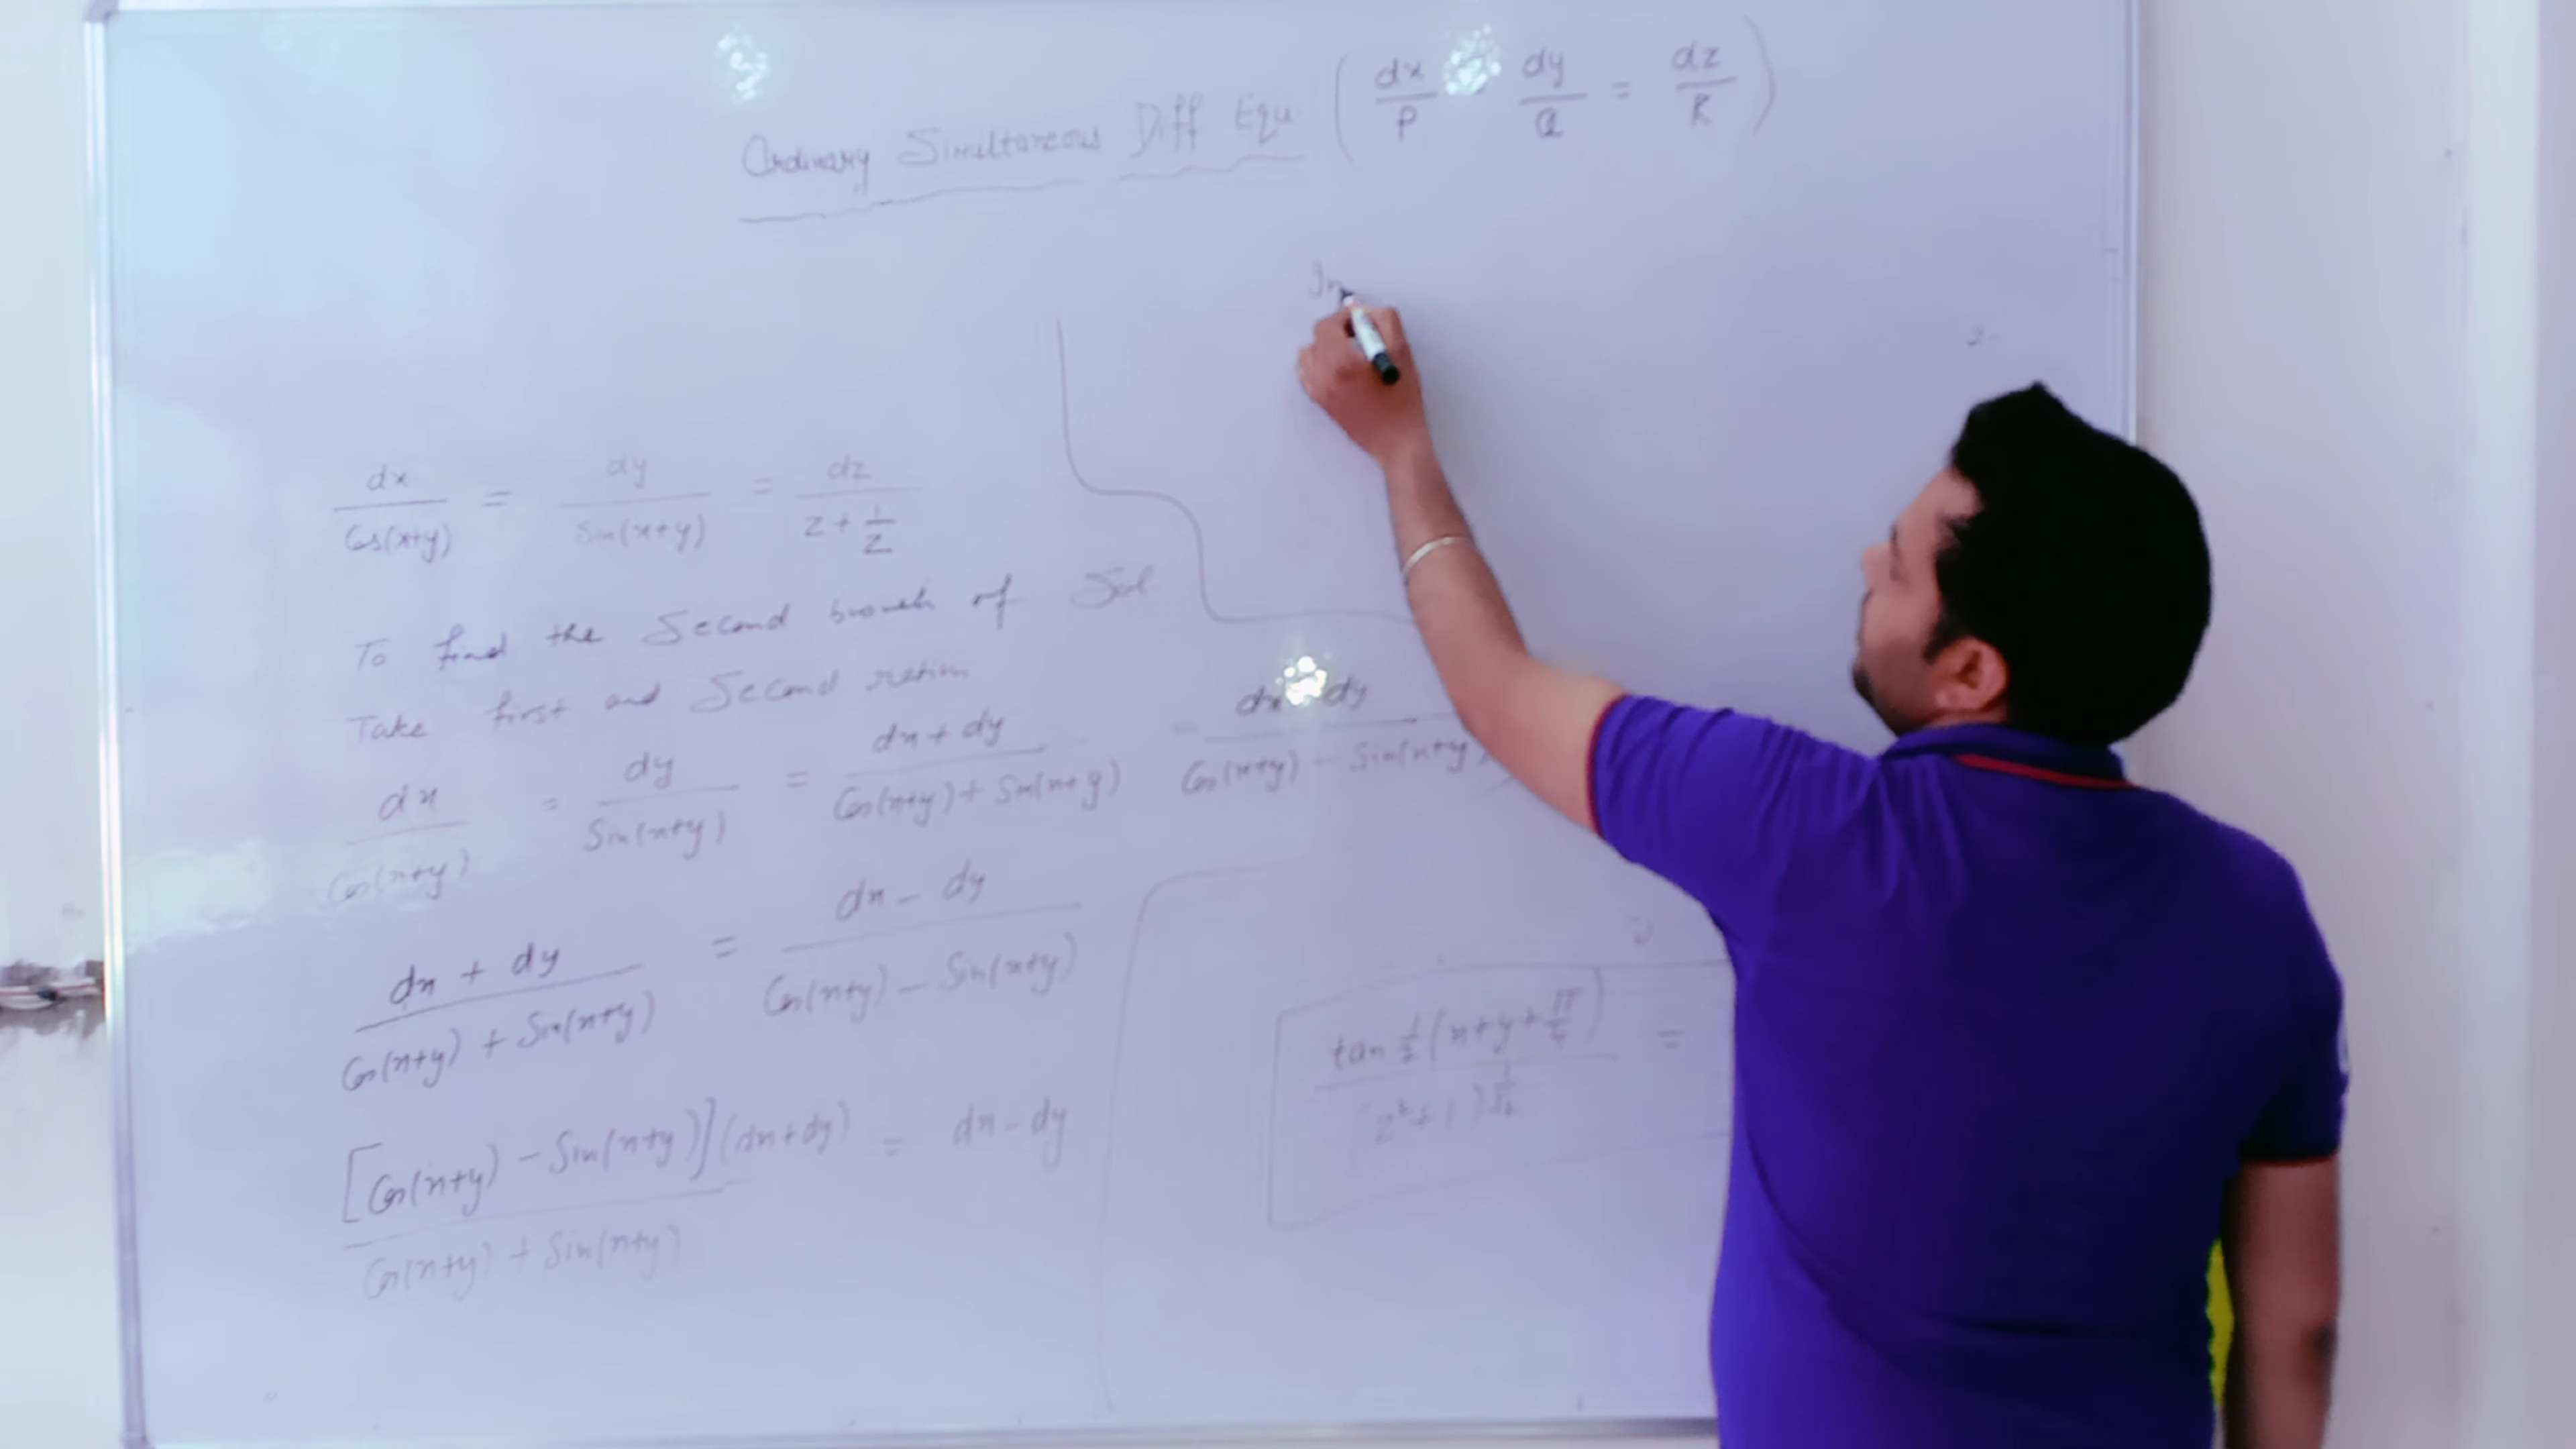 Ordinary Simultaneous Diff Equ ( dx/P = dy/Q = dz/R )
In
dx/Cos(x+y) = dy/Sin(x+y) = dz/(z + 1/z)
To find the Second branch of Sol
Take first and Second
dx/Cos(x+y) = dy/Sin(x+y) = (dx + dy)/(Cos(x+y) + Sin(x+y)) = (dx - dy)/(Cos(x+y) - Sin(x+y))
(dx + dy)/(Cos(x+y) + Sin(x+y)) = (dx - dy)/(Cos(x+y) - Sin(x+y))
[Cos(x+y) - Sin(x+y)](dx+dy)/(Cos(x+y) + Sin(x+y)) = dx - dy
tan 1/2 (x+y+π/4) / (z²+1) =